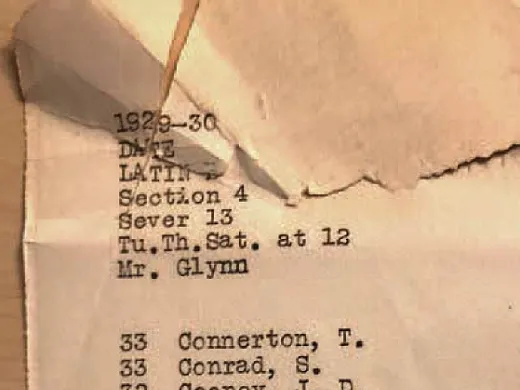 1929-30
DATE
LATIN
Section 4
Sever 13
Tu.Th.Sat. at 12
Mr. Glynn
33 Connerton, T.
33 Conrad, S.